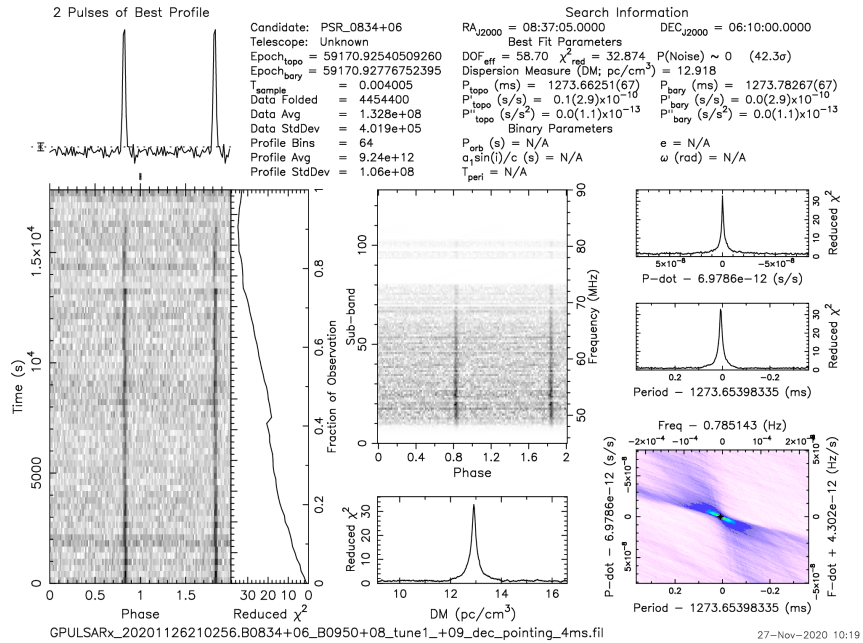 2 Pulses of Best Profile
Search Information
Candidate: PSR_0834+06
RA_J2000 = 08:37:05.0000
DEC_J2000 = 06:10:00.0000
Telescope: Unknown
Best Fit Parameters
Epoch_topo = 59170.92540509260
DOF_eff = 58.70 χ²_red = 32.874 P(Noise) ~ 0 (42.3σ)
Epoch_bary = 59170.92776752395
Dispersion Measure (DM; pc/cm³) = 12.918
T_sample = 0.004005
P_topo (ms) = 1273.66251(67)
P_bary (ms) = 1273.78267(67)
Data Folded = 4454400
P'_topo (s/s) = 0.1(2.9)×10⁻¹⁰
P'_bary (s/s) = 0.0(2.9)×10⁻¹⁰
Data Avg = 1.328e+08
P''_topo (s/s²) = 0.0(1.1)×10⁻¹³
P''_bary (s/s²) = 0.0(1.1)×10⁻¹³
Data StdDev = 4.019e+05
Binary Parameters
Profile Bins = 64
P_orb (s) = N/A
e = N/A
Profile Avg = 9.24e+12
a₁sin(i)/c (s) = N/A
ω (rad) = N/A
Profile StdDev = 1.06e+08
T_peri = N/A
Time (s)
0 5000 10⁴ 1.5×10⁴
0 0.5 1 1.5
Phase
30 20 10 0
Reduced χ²
0 0.2 0.4 0.6 0.8 1
Fraction of Observation
Sub-band
0 50 100
0 0.4 0.8 1.2 1.6 2
Phase
50 60 70 80 90
Frequency (MHz)
Reduced χ²
0 10 20 30
10 12 14 16
DM (pc/cm³)
0 10 20 30
Reduced χ²
5×10⁻⁸ 0 −5×10⁻⁸
P-dot − 6.9786e−12 (s/s)
0 10 20 30
Reduced χ²
0.2 0 −0.2
Period − 1273.65398335 (ms)
Freq − 0.785143 (Hz)
−2×10⁻⁴ −10⁻⁴ 0 10⁻⁴ 2×10⁻⁴
P-dot − 6.9786e−12 (s/s)
−5×10⁻⁸ 0 5×10⁻⁸
F-dot + 4.302e−12 (Hz/s)
5×10⁻⁸ 0 −5×10⁻⁸
0.2 0 −0.2
Period − 1273.65398335 (ms)
GPULSARx_20201126210256.B0834+06_B0950+08_tune1_+09_dec_pointing_4ms.fil
27-Nov-2020 10:19